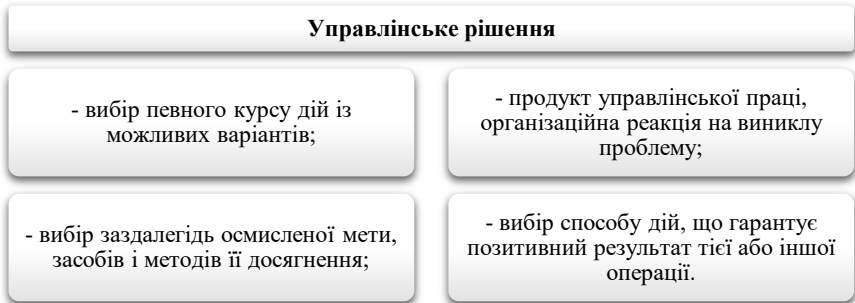 Управлінське рішення
- вибір певного курсу дій із
можливих варіантів;
- продукт управлінської праці,
організаційна реакція на виниклу
проблему;
- вибір заздалегідь осмисленої мети,
засобів і методів її досягнення;
- вибір способу дій, що гарантує
позитивний результат тієї або іншої
операції.